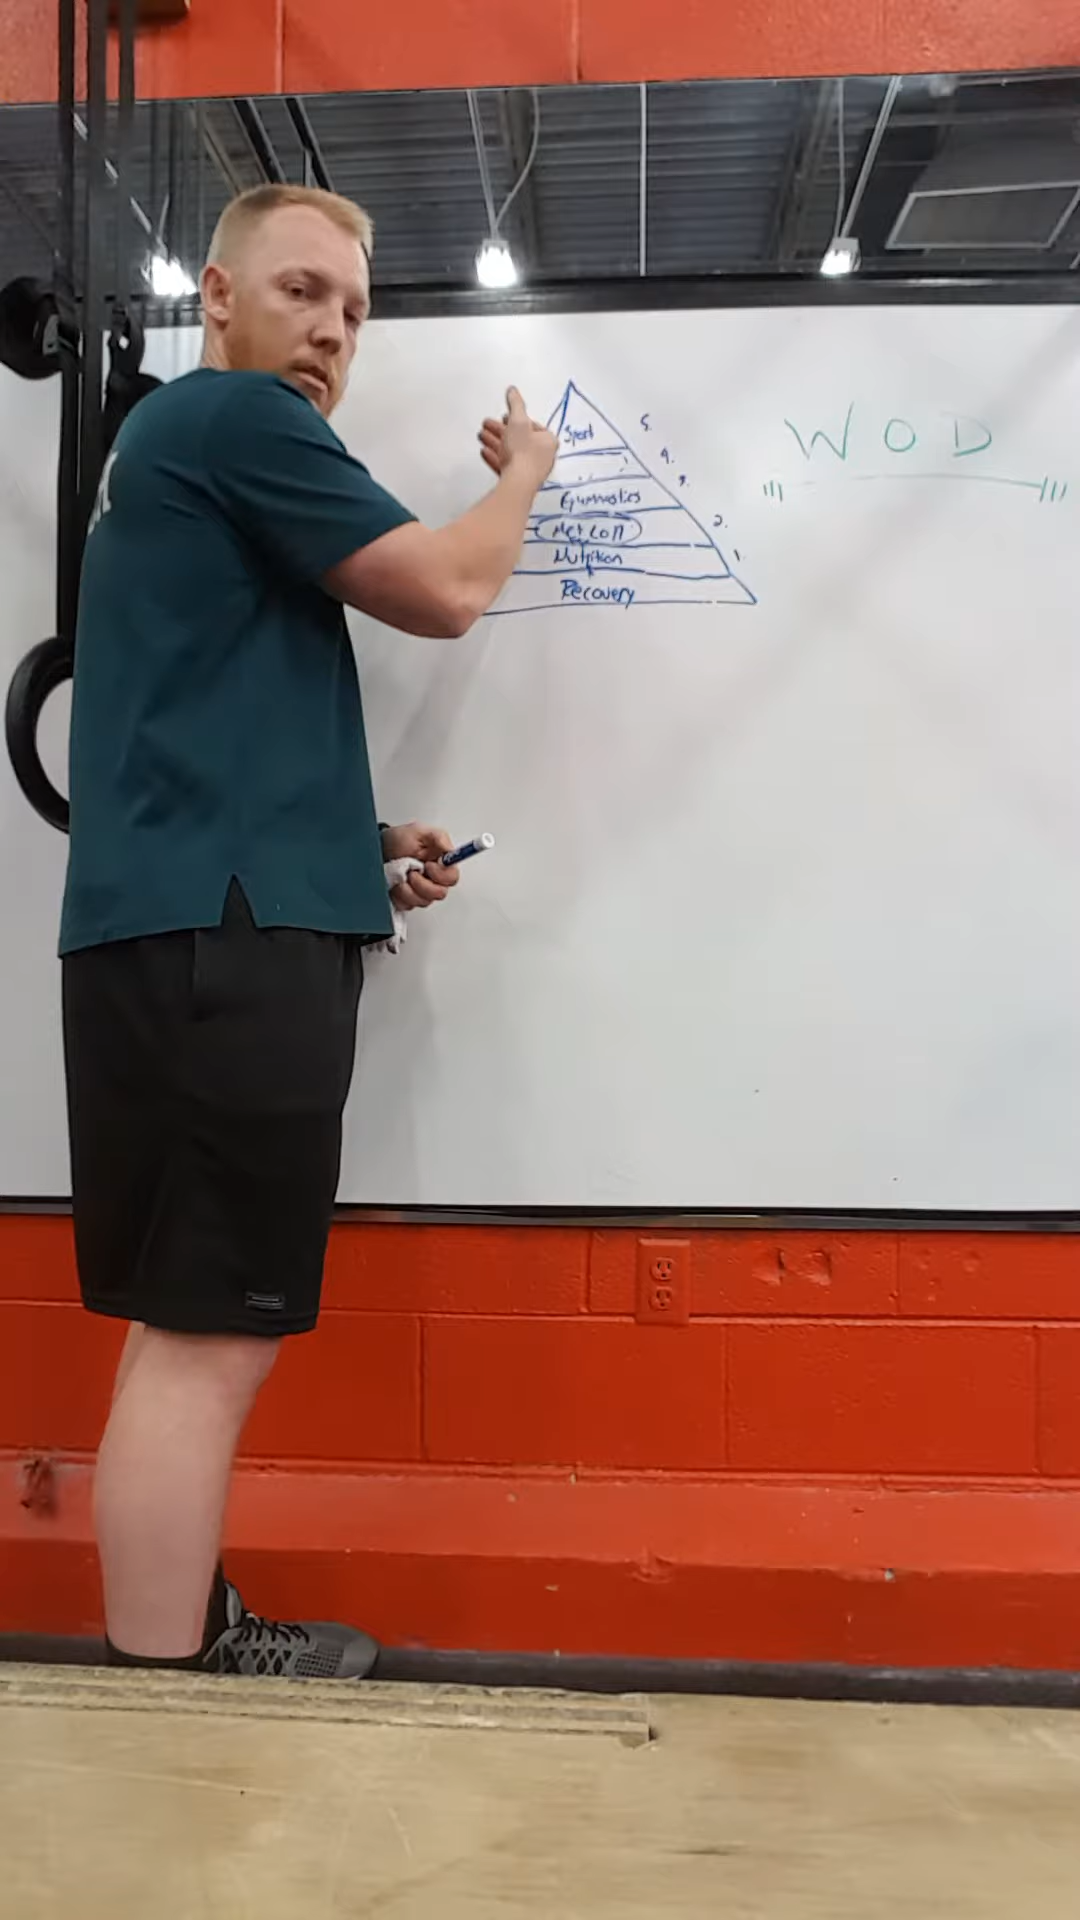 Sport
Gymnastics
Met Con
Nutrition
Recovery
5.
4.
3.
2.
1.
WOD